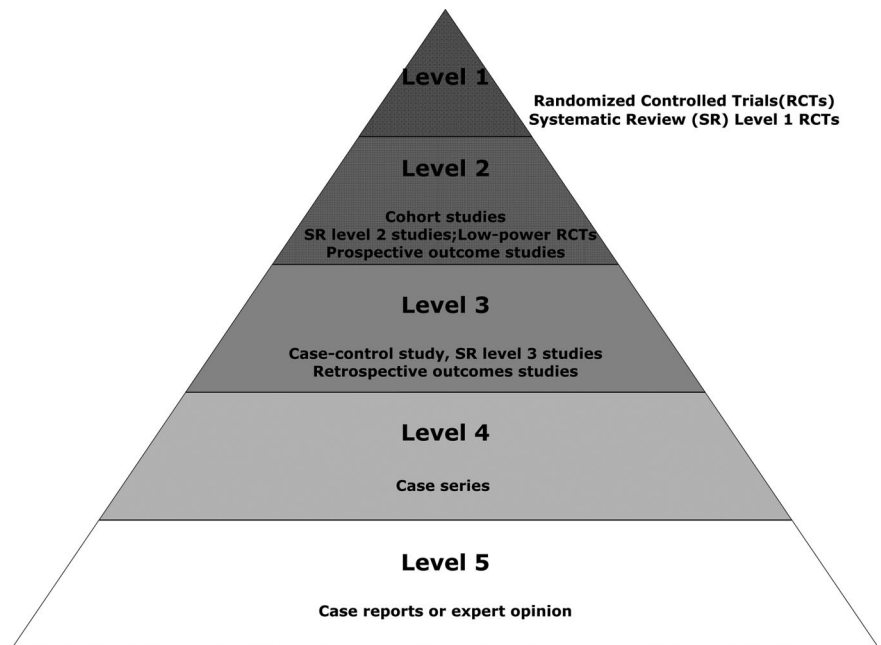 Level 1
Randomized Controlled Trials(RCTs)
Systematic Review (SR) Level 1 RCTs
Level 2
Cohort studies
SR level 2 studies;Low-power RCTs
Prospective outcome studies
Level 3
Case-control study, SR level 3 studies
Retrospective outcomes studies
Level 4
Case series
Level 5
Case reports or expert opinion